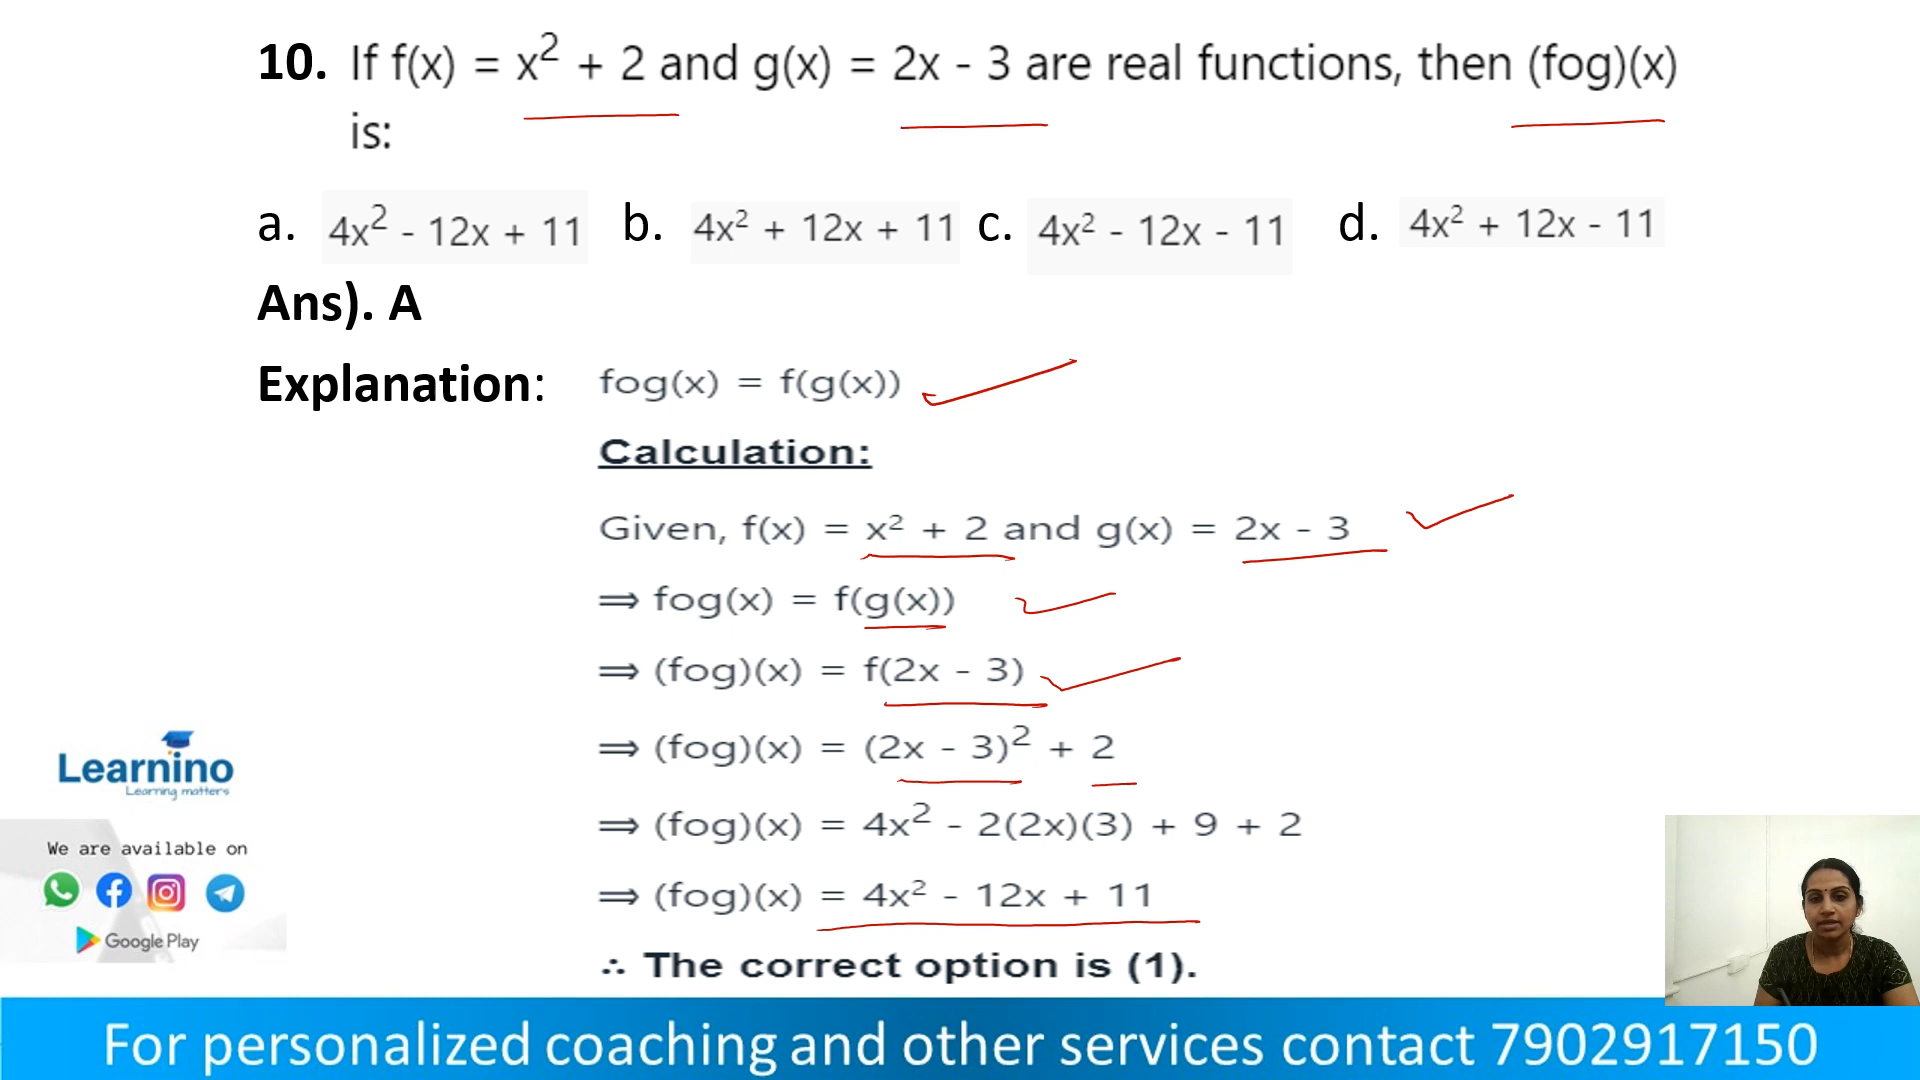 10. If f(x) = x² + 2 and g(x) = 2x - 3 are real functions, then (fog)(x)
is:
a. 4x² - 12x + 11 b. 4x² + 12x + 11 c. 4x² - 12x - 11 d. 4x² + 12x - 11
Ans). A
Explanation: fog(x) = f(g(x))
Calculation:
Given, f(x) = x² + 2 and g(x) = 2x - 3
⇒ fog(x) = f(g(x))
⇒ (fog)(x) = f(2x - 3)
⇒ (fog)(x) = (2x - 3)² + 2
⇒ (fog)(x) = 4x² - 2(2x)(3) + 9 + 2
⇒ (fog)(x) = 4x² - 12x + 11
∴ The correct option is (1).
Learnino
Learning matters
We are available on
Google Play
For personalized coaching and other services contact 7902917150